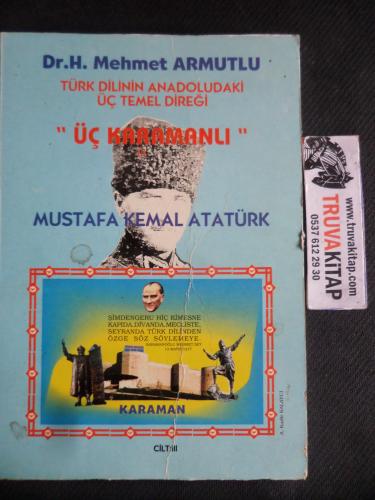 Dr.H. Mehmet ARMUTLU
TÜRK DİLİNİN ANADOLUDAKİ
ÜÇ TEMEL DİREĞİ
" ÜÇ KARAMANLI "
MUSTAFA KEMAL ATATÜRK
ŞİMDENGERU HİÇ KİMESNE
KAPIDA,DİVANDA,MECLİSTE,
SEYRANDA TÜRK DİLİNDEN
ÖZGE SÖZ SÖYLEMEYE.
KARAMAN
CİLT:III
www.truvakitap.com
TRUVAKİTAP
0537 612 29 30